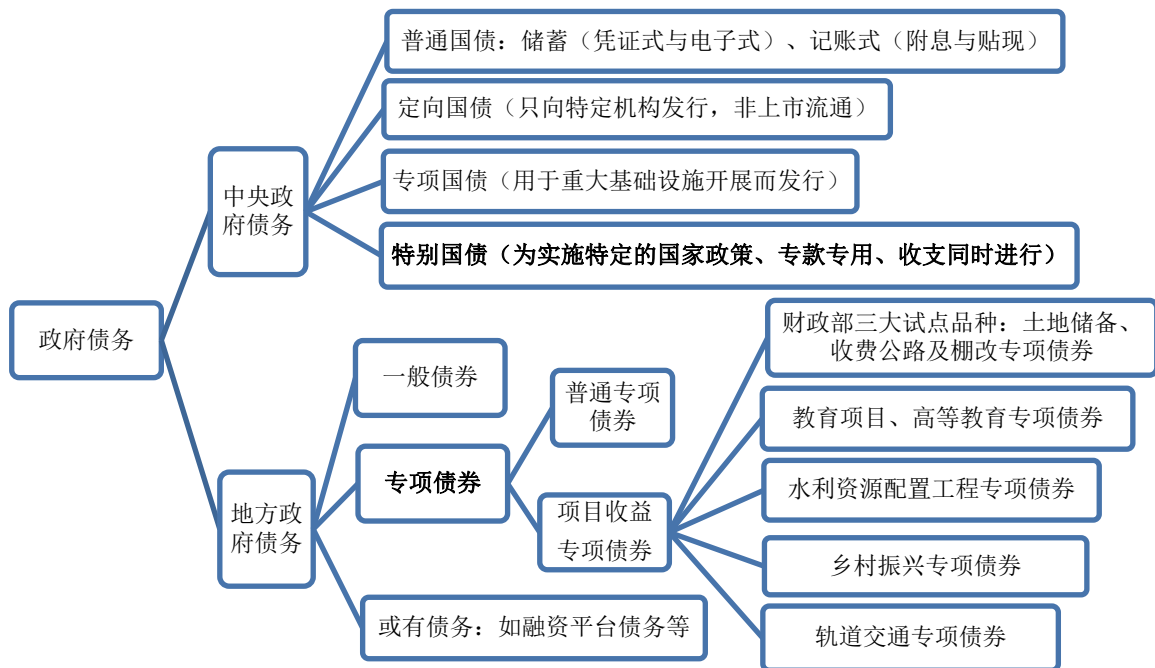 政府债务
中央政
府债务
普通国债：储蓄（凭证式与电子式）、记账式（附息与贴现）
定向国债（只向特定机构发行，非上市流通）
专项国债（用于重大基础设施开展而发行）
特别国债（为实施特定的国家政策、专款专用、收支同时进行）
地方政
府债务
一般债券
专项债券
普通专项
债券
项目收益
专项债券
财政部三大试点品种：土地储备、
收费公路及棚改专项债券
教育项目、高等教育专项债券
水利资源配置工程专项债券
乡村振兴专项债券
轨道交通专项债券
或有债务：如融资平台债务等